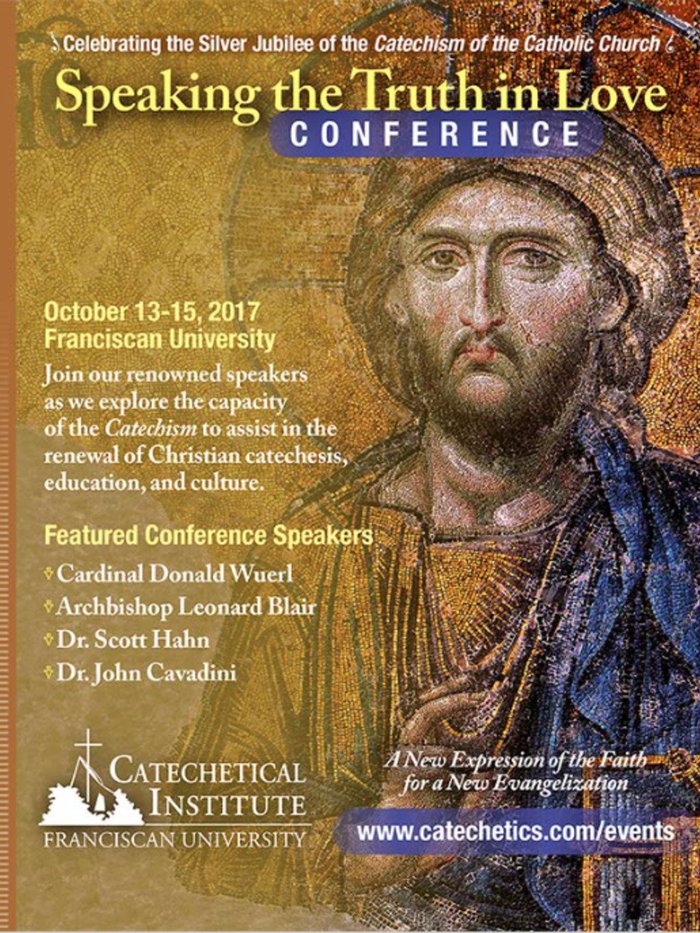 Celebrating the Silver Jubilee of the Catechism of the Catholic Church
Speaking the Truth in Love
CONFERENCE
October 13-15, 2017
Franciscan University
Join our renowned speakers
as we explore the capacity
of the Catechism to assist in the
renewal of Christian catechesis,
education, and culture.
Featured Conference Speakers
Cardinal Donald Wuerl
Archbishop Leonard Blair
Dr. Scott Hahn
Dr. John Cavadini
CATECHETICAL
INSTITUTE
FRANCISCAN UNIVERSITY
A New Expression of the Faith
for a New Evangelization
www.catechetics.com/events